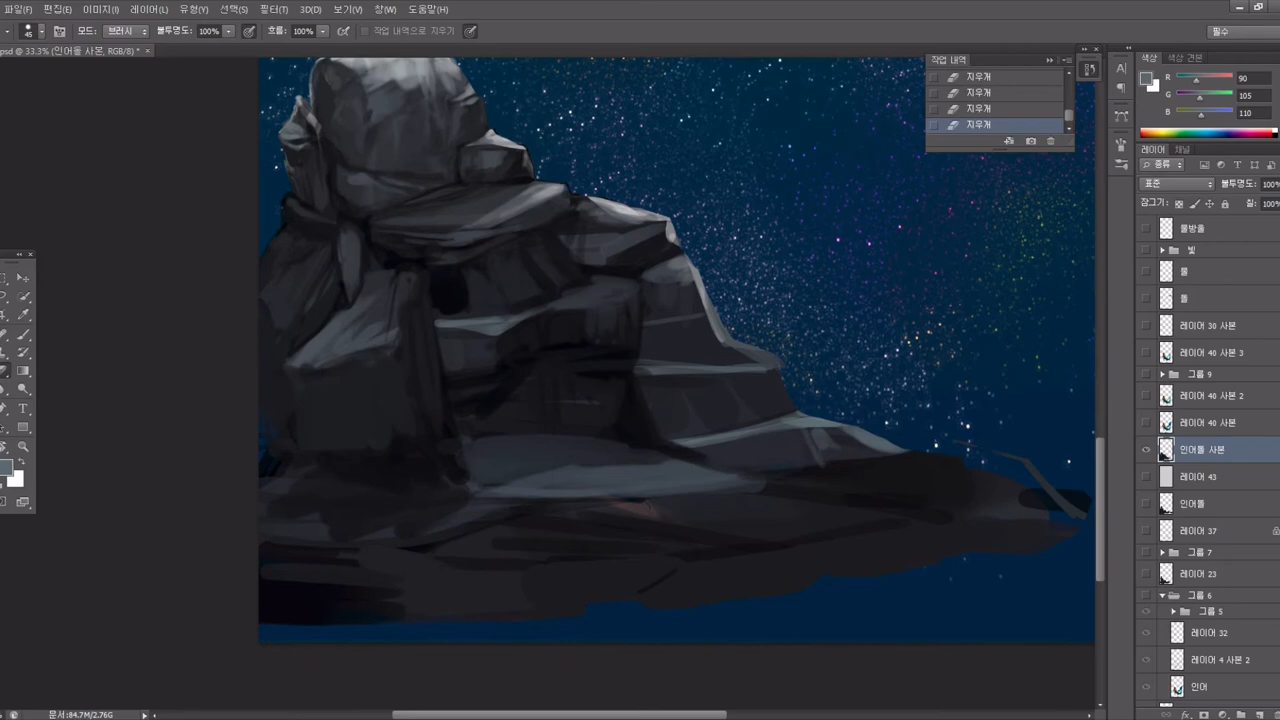 파일(F) 편집(E) 이미지(I) 레이어(L) 유형(Y) 선택(S) 필터(T) 3D(D) 보기(V) 창(W) 도움말(H)
45 모드: 브러시 불투명도: 100% 흐름: 100% 작업 내역으로 지우기 필수
psd @ 33.3% (인어돌 사본, RGB/8) * ×
작업 내역
지우개
지우개
지우개
지우개
색상 색상 견본
R 90
G 105
B 110
레이어 채널
종류
표준 불투명도: 100%
잠그기: 칠: 100%
물방울
빛
물
돌
레이어 30 사본
레이어 40 사본 3
그룹 9
레이어 40 사본 2
레이어 40 사본
인어돌 사본
레이어 43
인어돌
레이어 37
그룹 7
레이어 23
그룹 6
그룹 5
레이어 32
레이어 4 사본 2
인어
문서:84.7M/2.76G